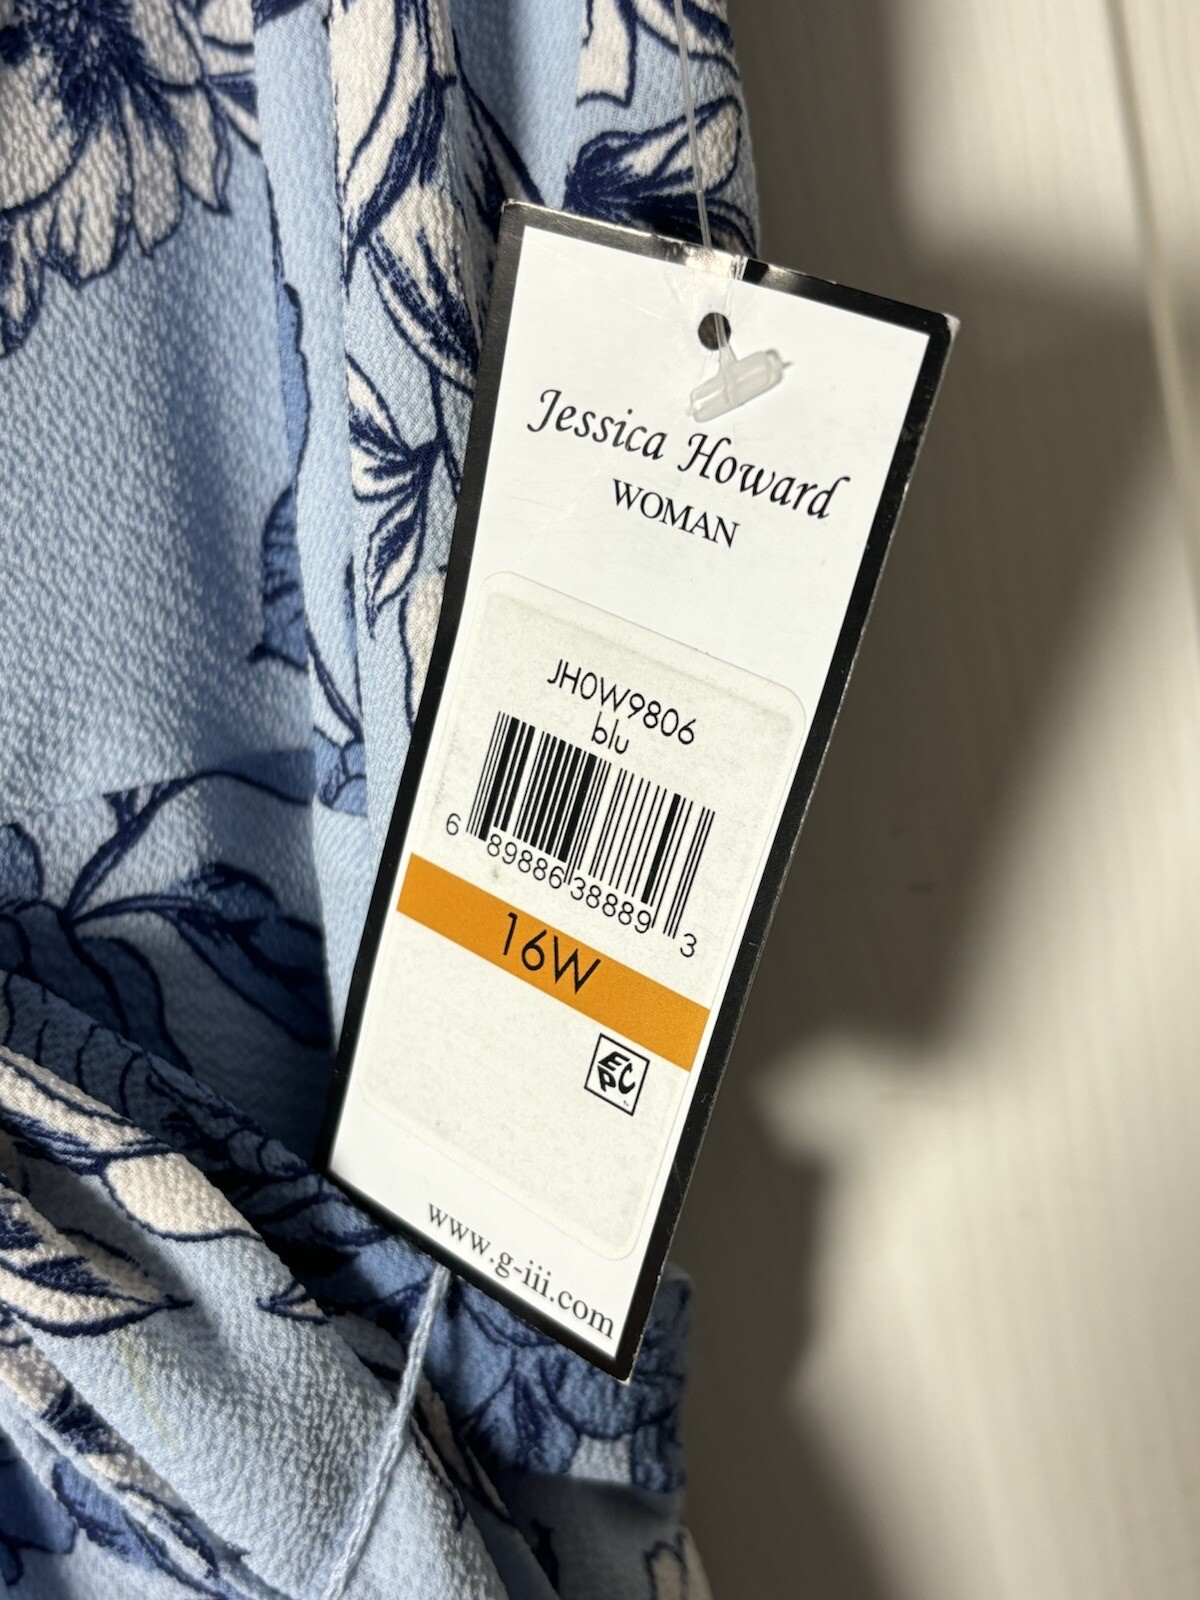 Jessica Howard
WOMAN
JH0W9806
blu
6 89886 38889 3
16W
EPC
www.g-iii.com